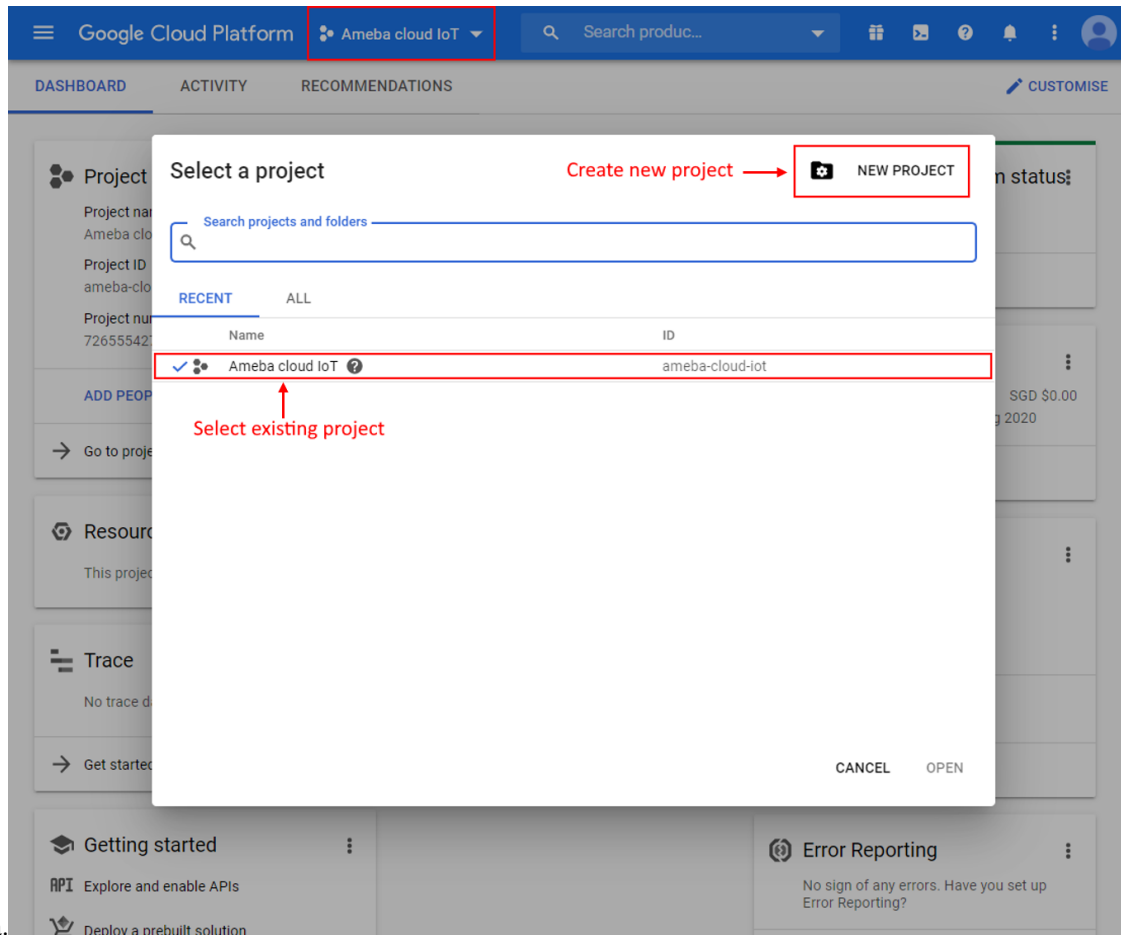 Google Cloud Platform
Ameba cloud IoT
Search produc...
DASHBOARD
ACTIVITY
RECOMMENDATIONS
CUSTOMISE
Select a project
Create new project
NEW PROJECT
Search projects and folders
RECENT
ALL
Name
ID
Ameba cloud IoT
ameba-cloud-iot
Select existing project
CANCEL
OPEN
Project
Project nar
Ameba clo
Project ID
ameba-clo
Project nur
72655542
ADD PEOP
Go to proje
Resourc
This projec
Trace
No trace d
Get started
Getting started
API Explore and enable APIs
Deploy a prebuilt solution
status
SGD $0.00
2020
Error Reporting
No sign of any errors. Have you set up
Error Reporting?